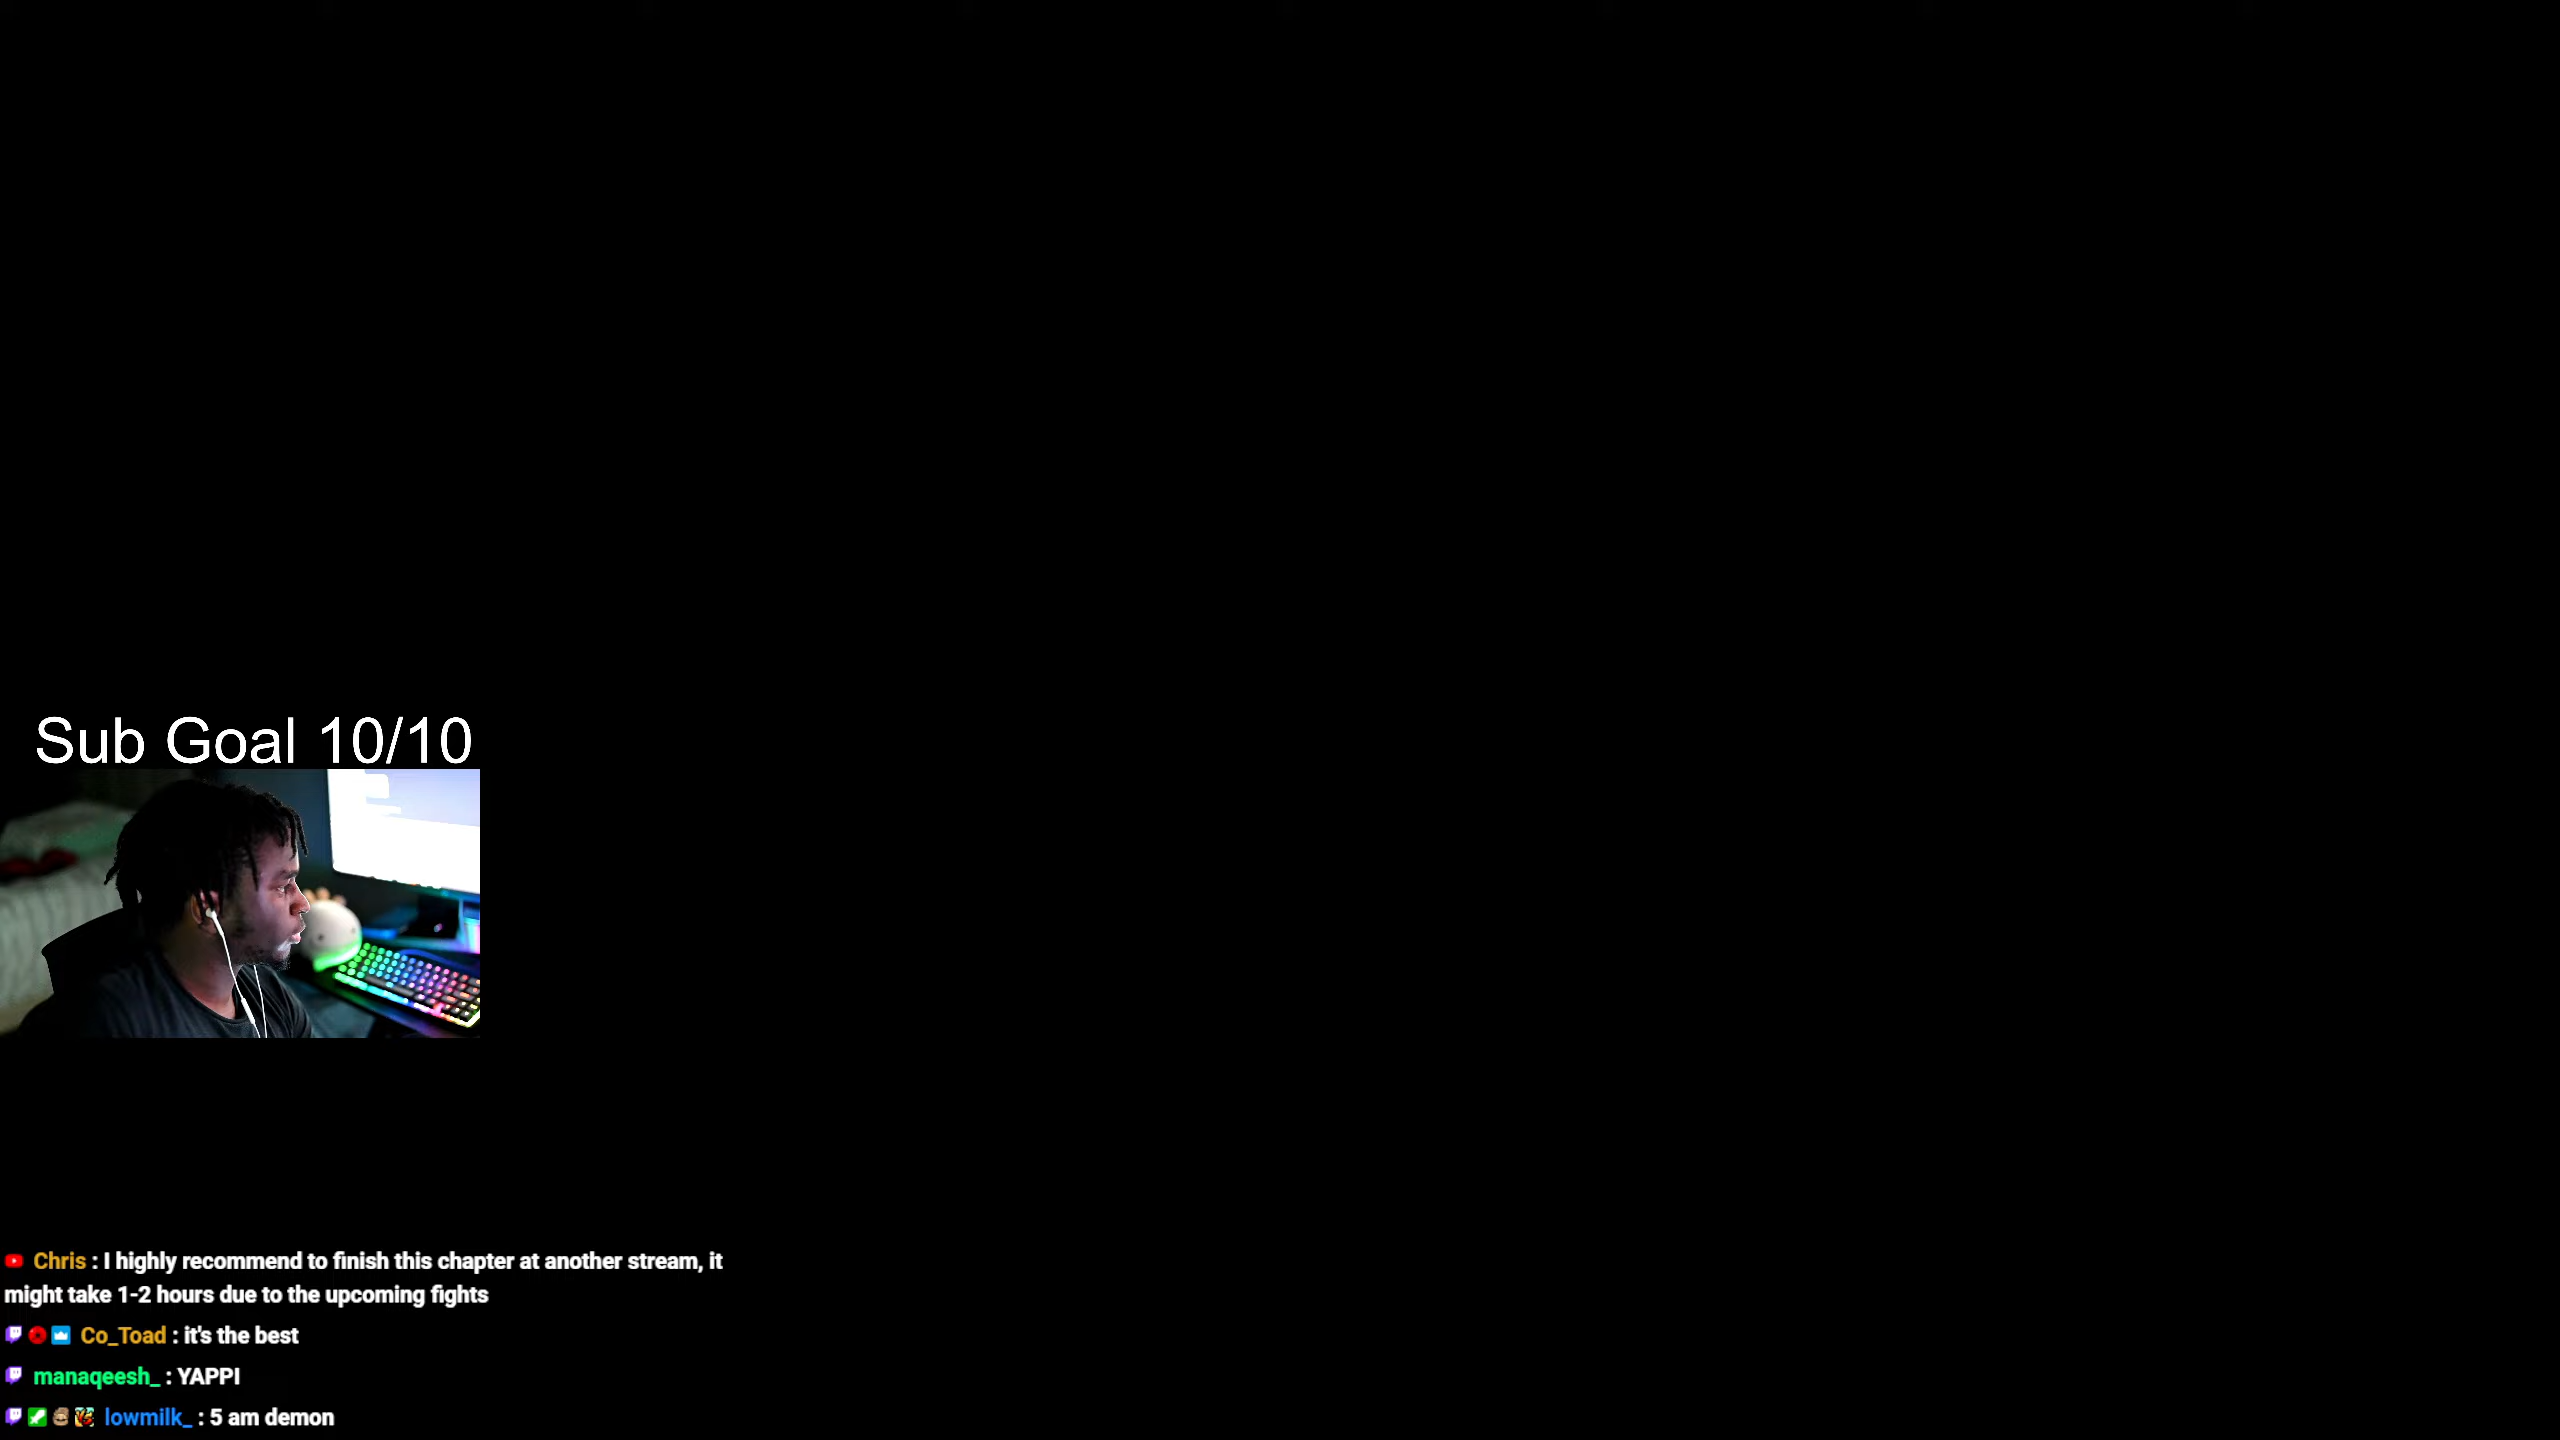 Sub Goal 10/10
Chris : I highly recommend to finish this chapter at another stream, it
might take 1-2 hours due to the upcoming fights
Co_Toad : it's the best
manaqeesh_ : YAPPI
lowmilk_ : 5 am demon